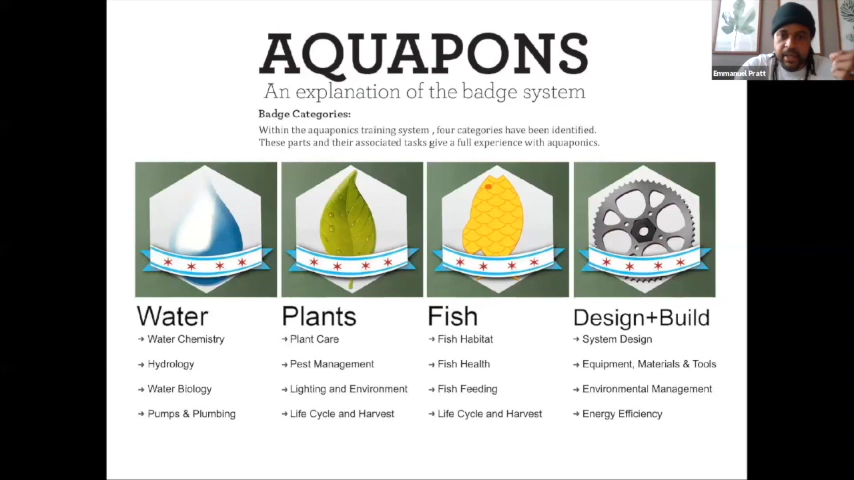 AQUAPONS
An explanation of the badge system
Badge Categories:
Within the aquaponics training system , four categories have been identified.
These parts and their associated tasks give a full experience with aquaponics.
Water
→ Water Chemistry
→ Hydrology
→ Water Biology
→ Pumps & Plumbing
Plants
→ Plant Care
→ Pest Management
→ Lighting and Environment
→ Life Cycle and Harvest
Fish
→ Fish Habitat
→ Fish Health
→ Fish Feeding
→ Life Cycle and Harvest
Design+Build
→ System Design
→ Equipment, Materials & Tools
→ Environmental Management
→ Energy Efficiency
Emmanuel Pratt